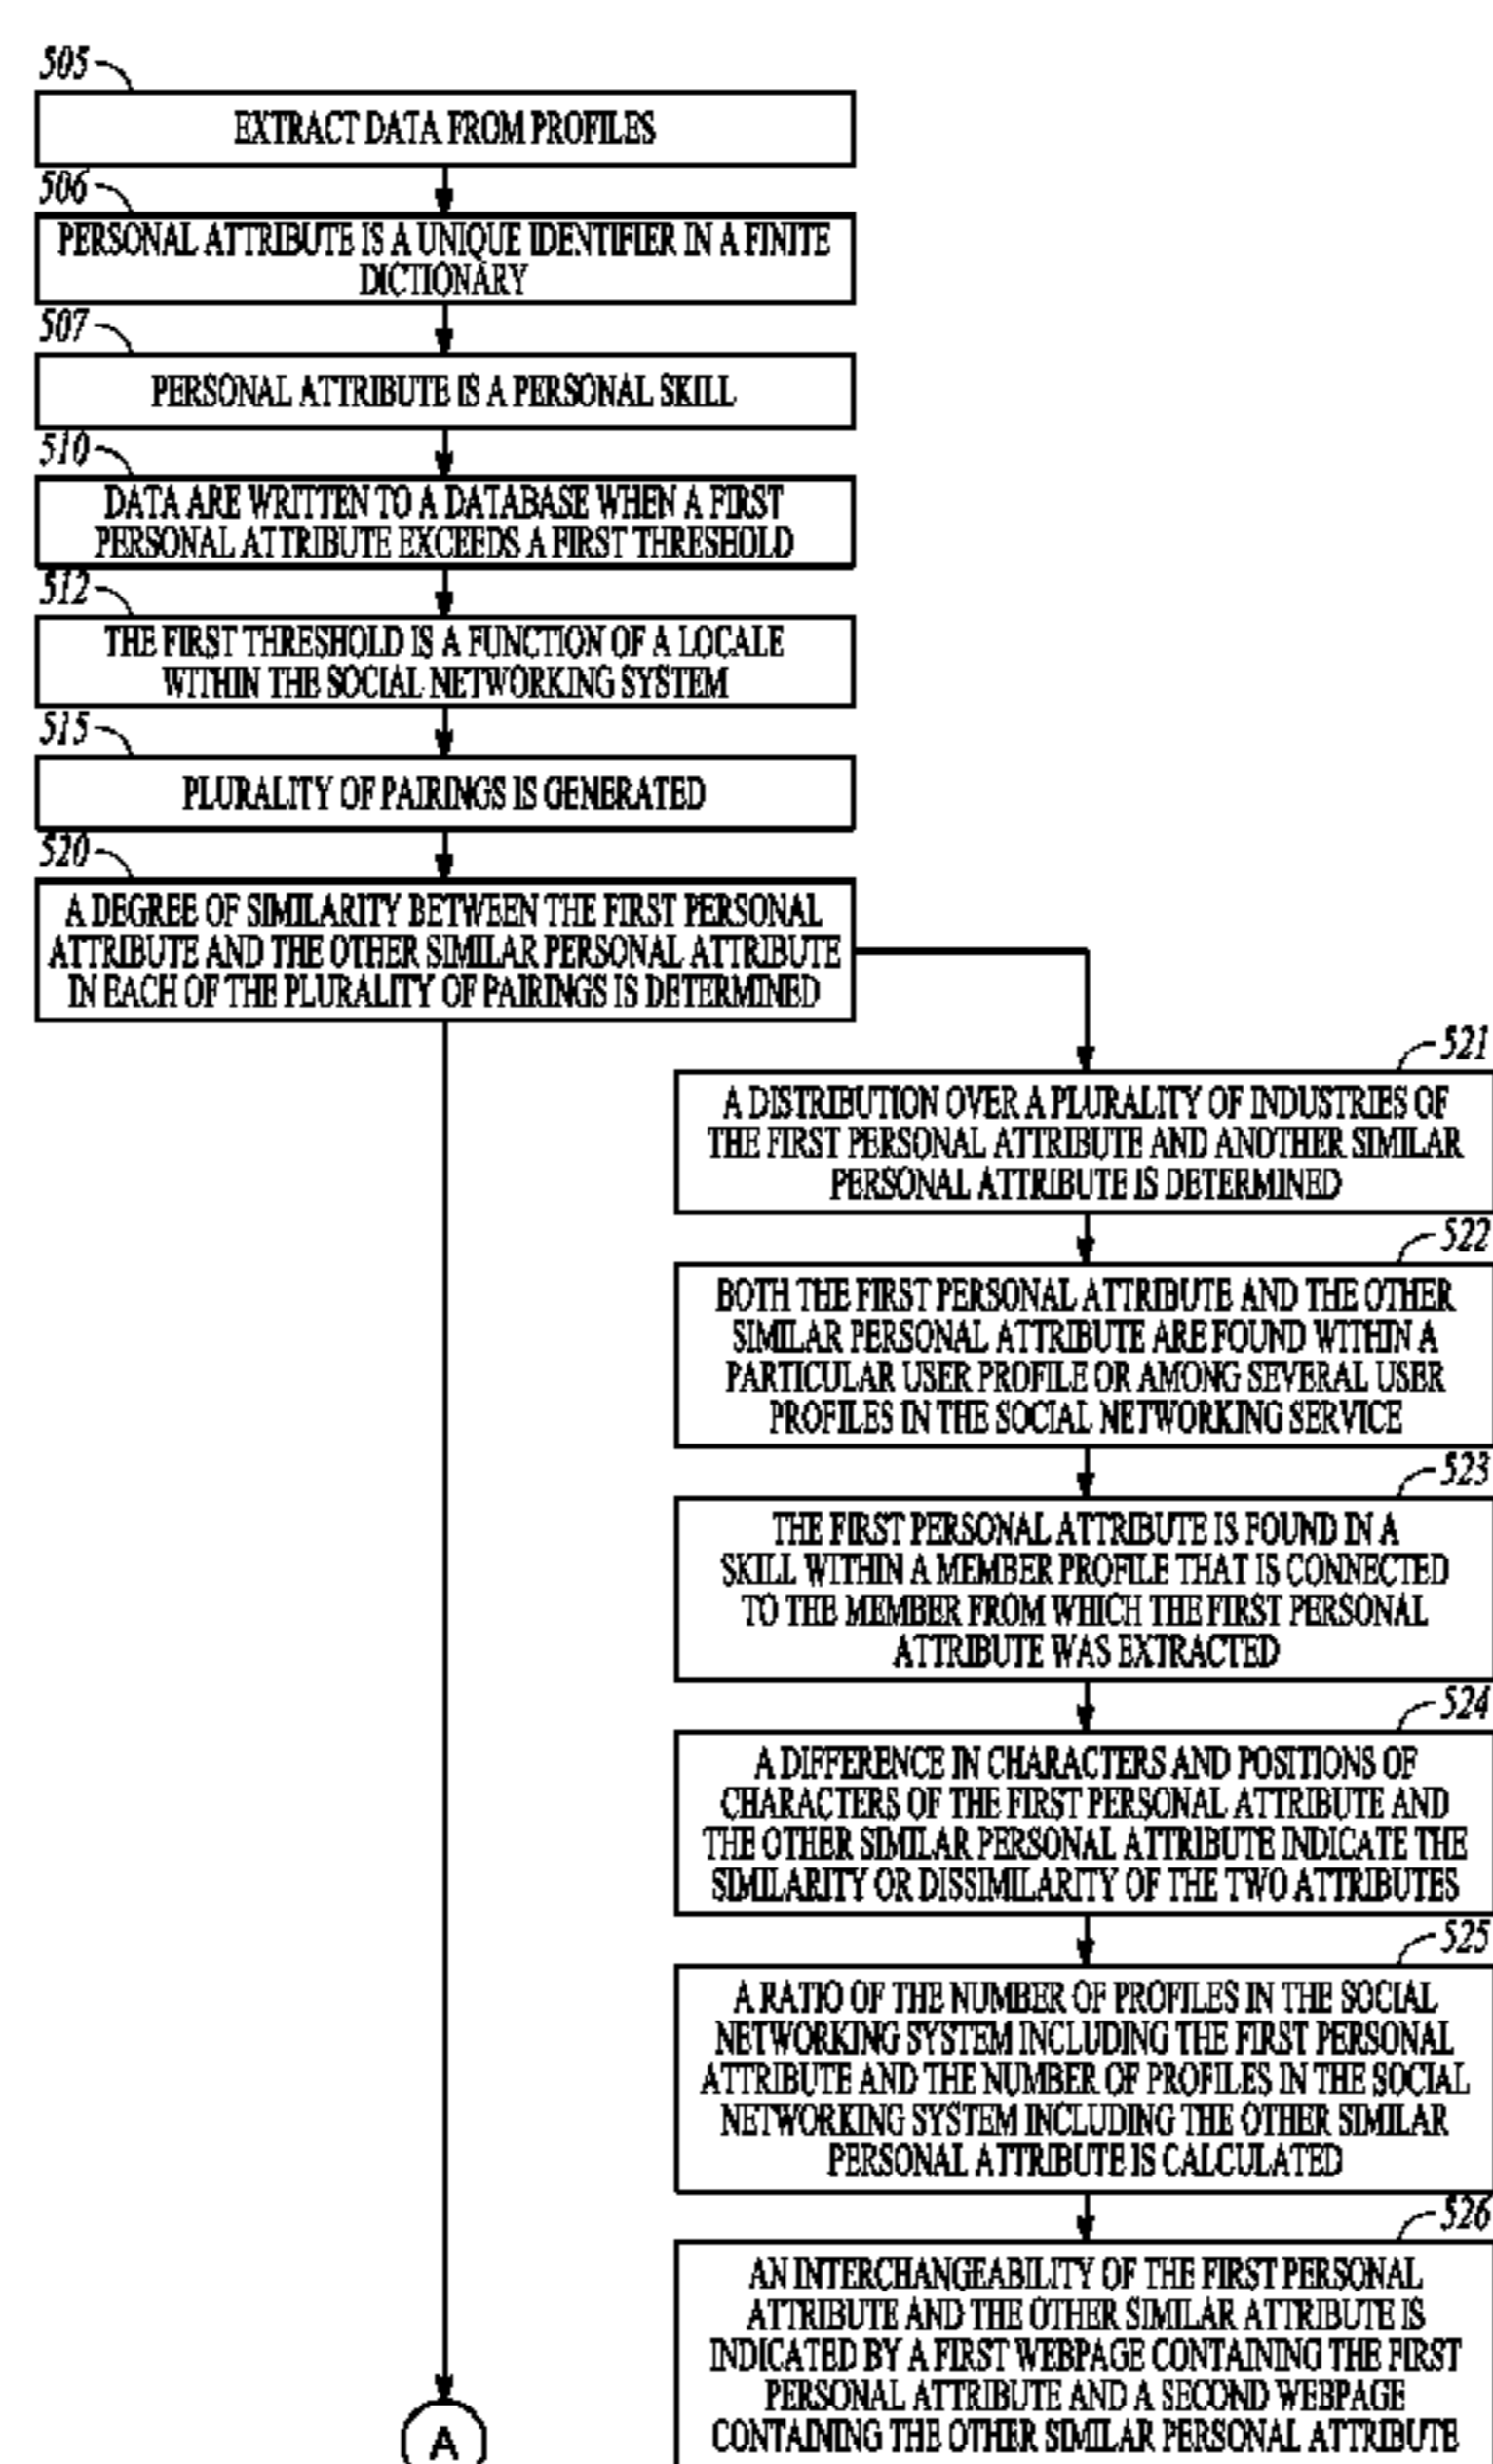 505
EXTRACT DATA FROM PROFILES
506
PERSONAL ATTRIBUTE IS A UNIQUE IDENTIFIER IN A FINITE
DICTIONARY
507
PERSONAL ATTRIBUTE IS A PERSONAL SKILL
510
DATA ARE WRITTEN TO A DATABASE WHEN A FIRST
PERSONAL ATTRIBUTE EXCEEDS A FIRST THRESHOLD
512
THE FIRST THRESHOLD IS A FUNCTION OF A LOCALE
WITHIN THE SOCIAL NETWORKING SYSTEM
515
PLURALITY OF PAIRINGS IS GENERATED
520
A DEGREE OF SIMILARITY BETWEEN THE FIRST PERSONAL
ATTRIBUTE AND THE OTHER SIMILAR PERSONAL ATTRIBUTE
IN EACH OF THE PLURALITY OF PAIRINGS IS DETERMINED
521
A DISTRIBUTION OVER A PLURALITY OF INDUSTRIES OF
THE FIRST PERSONAL ATTRIBUTE AND ANOTHER SIMILAR
PERSONAL ATTRIBUTE IS DETERMINED
522
BOTH THE FIRST PERSONAL ATTRIBUTE AND THE OTHER
SIMILAR PERSONAL ATTRIBUTE ARE FOUND WITHIN A
PARTICULAR USER PROFILE OR AMONG SEVERAL USER
PROFILES IN THE SOCIAL NETWORKING SERVICE
523
THE FIRST PERSONAL ATTRIBUTE IS FOUND IN A
SKILL WITHIN A MEMBER PROFILE THAT IS CONNECTED
TO THE MEMBER FROM WHICH THE FIRST PERSONAL
ATTRIBUTE WAS EXTRACTED
524
A DIFFERENCE IN CHARACTERS AND POSITIONS OF
CHARACTERS OF THE FIRST PERSONAL ATTRIBUTE AND
THE OTHER SIMILAR PERSONAL ATTRIBUTE INDICATE THE
SIMILARITY OR DISSIMILARITY OF THE TWO ATTRIBUTES
525
A RATIO OF THE NUMBER OF PROFILES IN THE SOCIAL
NETWORKING SYSTEM INCLUDING THE FIRST PERSONAL
ATTRIBUTE AND THE NUMBER OF PROFILES IN THE SOCIAL
NETWORKING SYSTEM INCLUDING THE OTHER SIMILAR
PERSONAL ATTRIBUTE IS CALCULATED
526
AN INTERCHANGEABILITY OF THE FIRST PERSONAL
ATTRIBUTE AND THE OTHER SIMILAR ATTRIBUTE IS
INDICATED BY A FIRST WEBPAGE CONTAINING THE FIRST
PERSONAL ATTRIBUTE AND A SECOND WEBPAGE
CONTAINING THE OTHER SIMILAR PERSONAL ATTRIBUTE
A